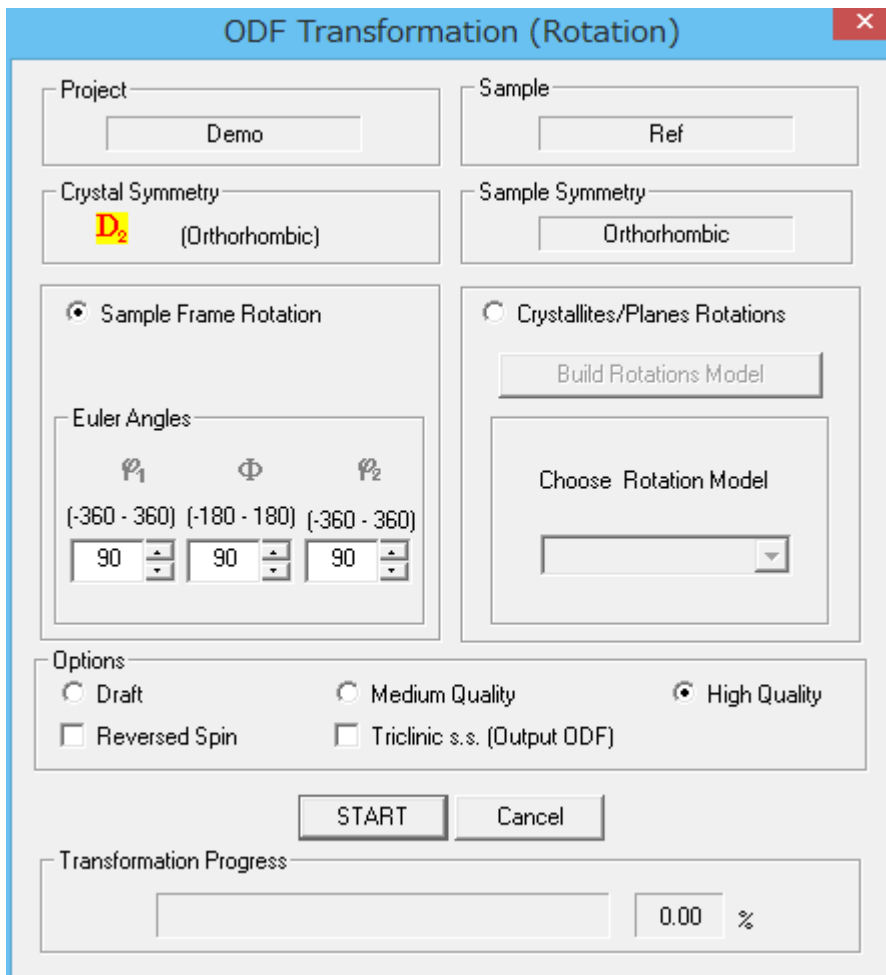 ODF Transformation (Rotation)
Project
Demo
Sample
Ref
Crystal Symmetry
D2 (Orthorhombic)
Sample Symmetry
Orthorhombic
Sample Frame Rotation
Euler Angles
φ1 Φ φ2
(-360 - 360) (-180 - 180) (-360 - 360)
90 90 90
Crystallites/Planes Rotations
Build Rotations Model
Choose Rotation Model
Options
Draft Medium Quality High Quality
Reversed Spin Triclinic s.s. (Output ODF)
START Cancel
Transformation Progress
0.00 %